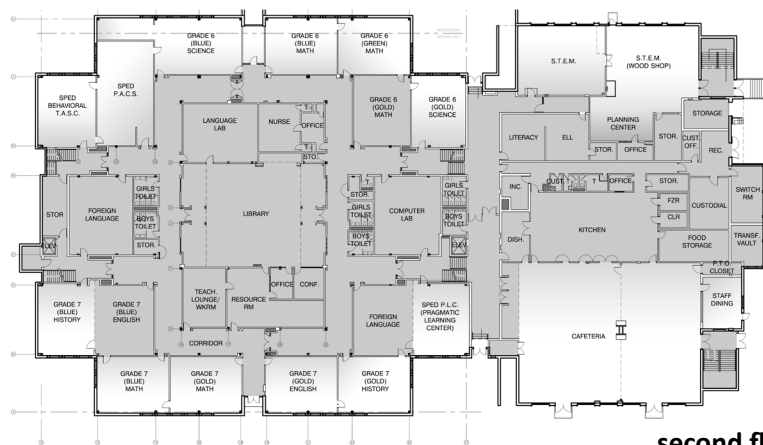 GRADE 6
(BLUE)
SCIENCE
GRADE 6
(BLUE)
MATH
GRADE 6
(GREEN)
MATH
S.T.E.M.
S.T.E.M.
(WOOD SHOP)
SPED
P.A.C.S.
SPED
BEHAVIORAL
T.A.S.C.
GRADE 6
(GOLD)
MATH
GRADE 6
(GOLD)
SCIENCE
LANGUAGE
LAB
NURSE
OFFICE
STO.
LITERACY
ELL
PLANNING
CENTER
STOR.
OFFICE
STOR.
STORAGE
CUST.
OFF.
REC.
STOR
FOREIGN
LANGUAGE
GIRLS
TOILET
BOYS
TOILET
STOR.
ELEV.
LIBRARY
STOR.
T
GIRLS
TOILET
BOYS
TOILET
COMPUTER
LAB
GIRLS
TOILET
BOYS
TOILET
ELEV.
INC.
CUST.
T
T
OFFICE
STOR.
FZR
CLR
CUSTODIAL
SWITCH
RM
TRANSF.
VAULT
DISH.
KITCHEN
FOOD
STORAGE
P.T.O.
CLOSET
STAFF
DINING
CAFETERIA
GRADE 7
(BLUE)
HISTORY
GRADE 7
(BLUE)
ENGLISH
TEACH.
LOUNGE/
WKRM
RESOURCE
RM
OFFICE
CONF.
FOREIGN
LANGUAGE
SPED P.L.C.
(PRAGMATIC
LEARNING
CENTER)
CORRIDOR
GRADE 7
(BLUE)
MATH
GRADE 7
(GOLD)
MATH
GRADE 7
(GOLD)
ENGLISH
GRADE 7
(GOLD)
HISTORY
second fl